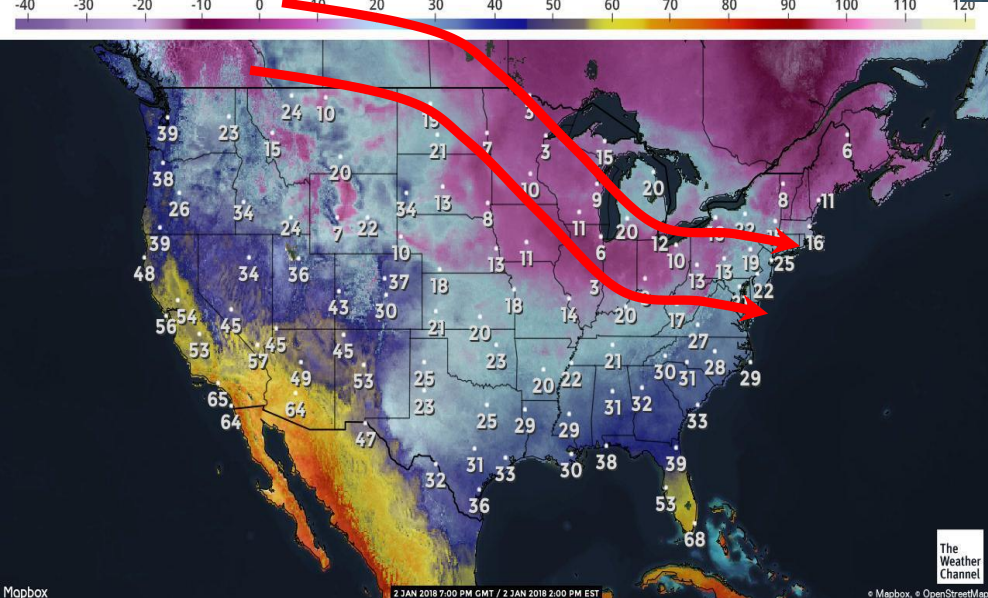 -40 -30 -20 -10 0 10 20 30 40 50 60 70 80 90 100 110 120
24 10 19 3
39 23 15 21 7 3 15 6
20
38 10 9 20 8 11
26 34 34 13 8 11
24 7 22 20
39 10 13 11 6 12 10 16
48 34 36 37 18 3 13 13 19 25
43 30 18 14 20 22
56 54 45 21 20 17
53 57 45 45 23 21 27
49 53 25 20 22 30 31 28 29
65 64 23 25 29 29 31 32 33
64 47
32 31 33 30 38 39
36 53
68
The
Weather
Channel
Mapbox
2 JAN 2018 7:00 PM GMT / 2 JAN 2018 2:00 PM EST
© Mapbox, © OpenStreetMap